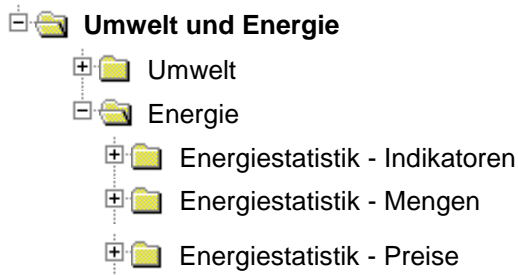 Umwelt und Energie
Umwelt
Energie
Energiestatistik - Indikatoren
Energiestatistik - Mengen
Energiestatistik - Preise